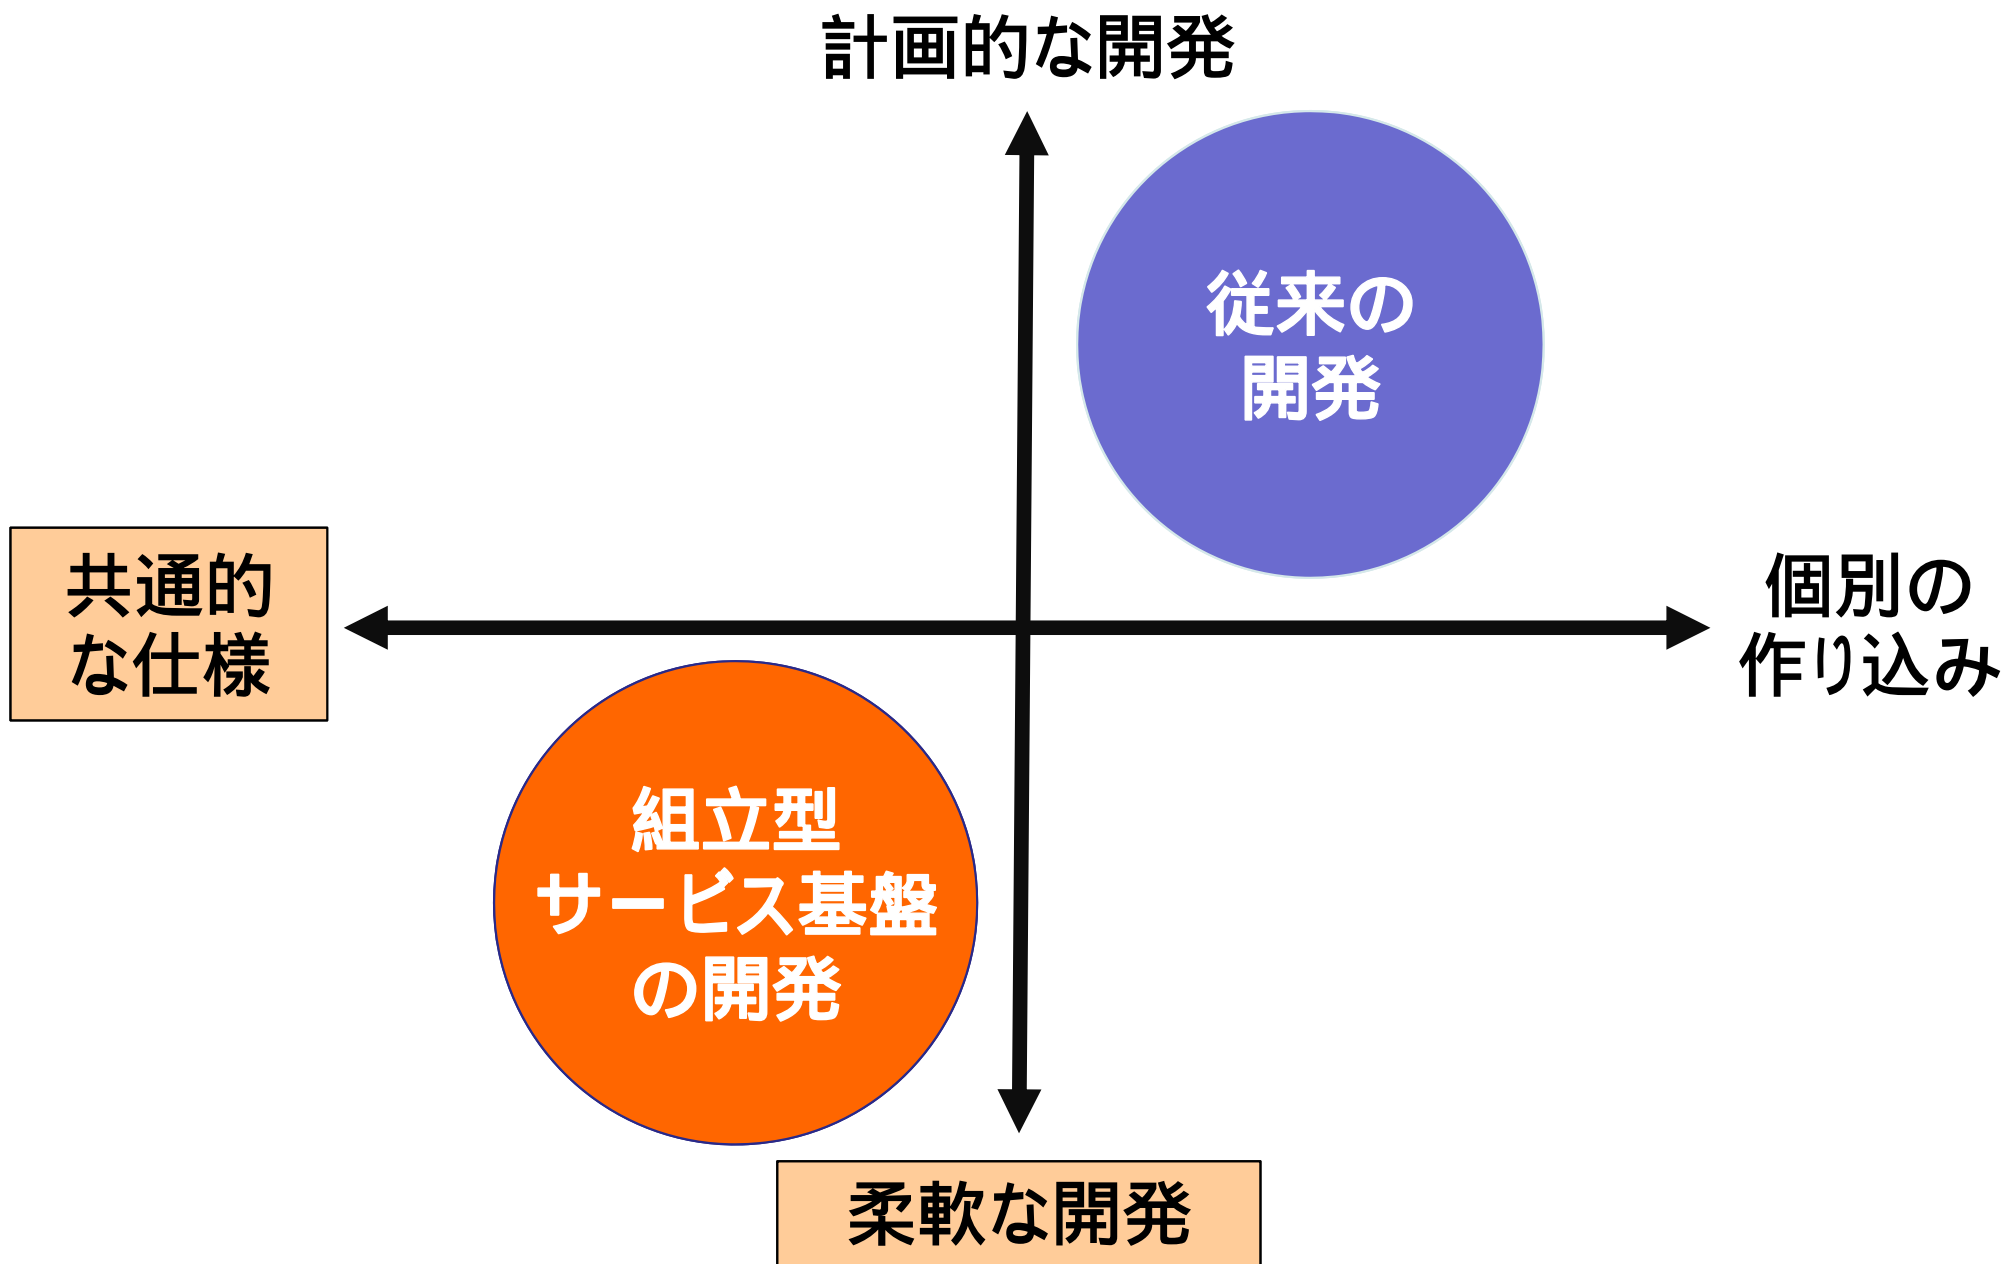 計画的な開発
従来の
開発
共通的
な仕様
個別の
作り込み
組立型
サービス基盤
の開発
柔軟な開発